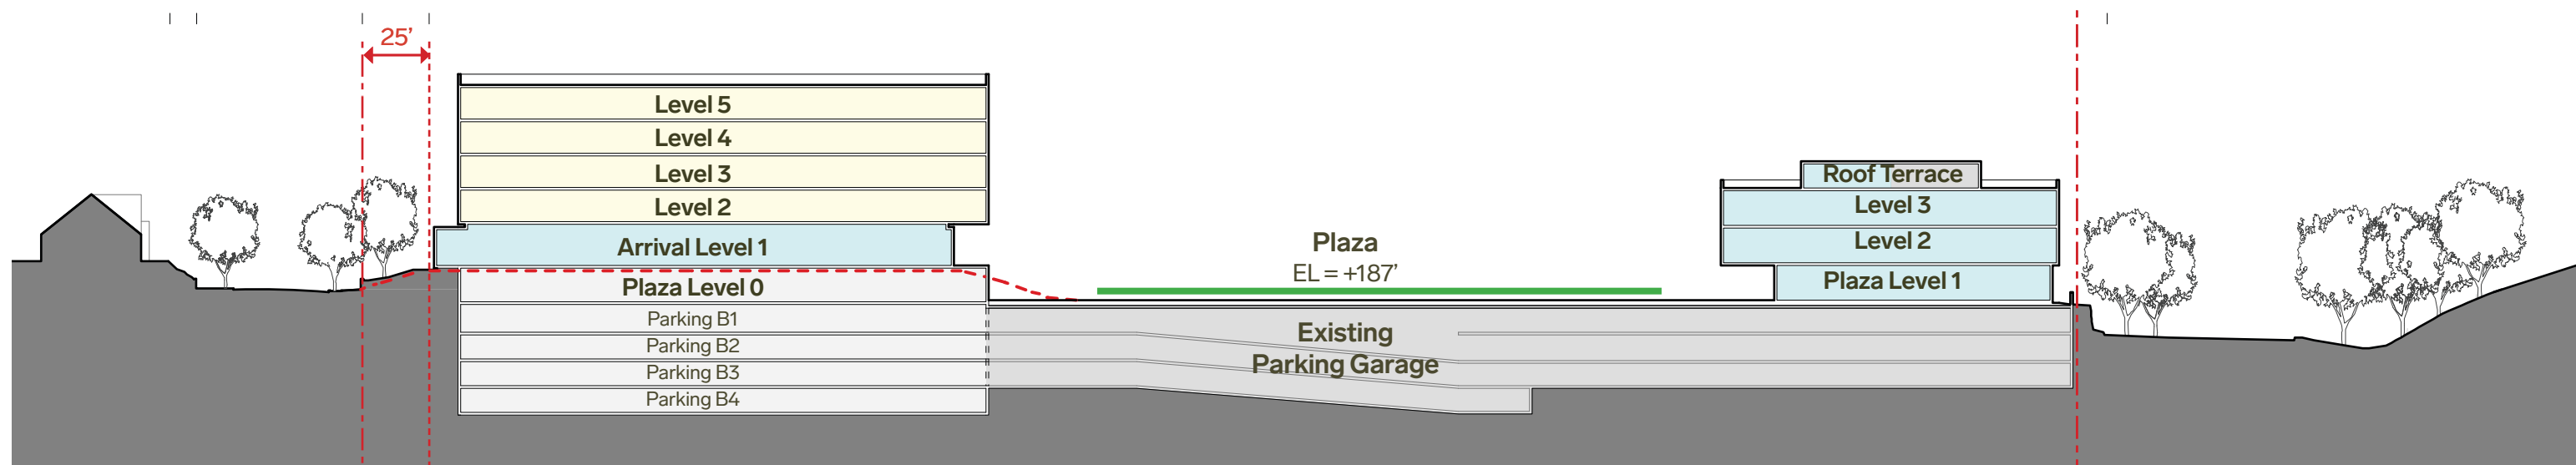 25’
Level 5
Level 4
Level 3
Level 2
Arrival Level 1
Plaza Level 0
Parking B1
Parking B2
Parking B3
Parking B4
Plaza
EL = +187’
Existing
Parking Garage
Roof Terrace
Level 3
Level 2
Plaza Level 1